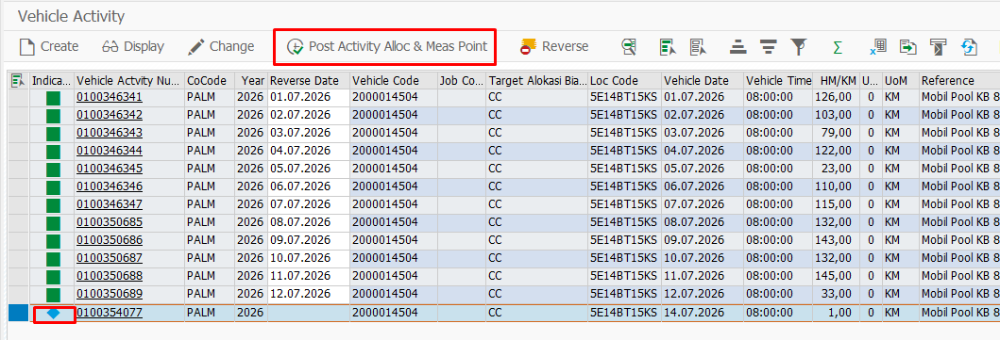 Vehicle Activity
Create Display Change Post Activity Alloc & Meas Point Reverse
Indica... Vehicle Actvty Nu... CoCode Year Reverse Date Vehicle Code Job Co... Target Alokasi Bia... Loc Code Vehicle Date Vehicle Time HM/KM U... UoM Reference
0100346341 PALM 2026 01.07.2026 2000014504 CC 5E14BT15KS 01.07.2026 08:00:00 126,00 0 KM Mobil Pool KB 8
0100346342 PALM 2026 02.07.2026 2000014504 CC 5E14BT15KS 02.07.2026 08:00:00 103,00 0 KM Mobil Pool KB 8
0100346343 PALM 2026 03.07.2026 2000014504 CC 5E14BT15KS 03.07.2026 08:00:00 79,00 0 KM Mobil Pool KB 8
0100346344 PALM 2026 04.07.2026 2000014504 CC 5E14BT15KS 04.07.2026 08:00:00 122,00 0 KM Mobil Pool KB 8
0100346345 PALM 2026 05.07.2026 2000014504 CC 5E14BT15KS 05.07.2026 08:00:00 23,00 0 KM Mobil Pool KB 8
0100346346 PALM 2026 06.07.2026 2000014504 CC 5E14BT15KS 06.07.2026 08:00:00 110,00 0 KM Mobil Pool KB 8
0100346347 PALM 2026 07.07.2026 2000014504 CC 5E14BT15KS 07.07.2026 08:00:00 115,00 0 KM Mobil Pool KB 8
0100350685 PALM 2026 08.07.2026 2000014504 CC 5E14BT15KS 08.07.2026 08:00:00 132,00 0 KM Mobil Pool KB 8
0100350686 PALM 2026 09.07.2026 2000014504 CC 5E14BT15KS 09.07.2026 08:00:00 143,00 0 KM Mobil Pool KB 8
0100350687 PALM 2026 10.07.2026 2000014504 CC 5E14BT15KS 10.07.2026 08:00:00 132,00 0 KM Mobil Pool KB 8
0100350688 PALM 2026 11.07.2026 2000014504 CC 5E14BT15KS 11.07.2026 08:00:00 145,00 0 KM Mobil Pool KB 8
0100350689 PALM 2026 12.07.2026 2000014504 CC 5E14BT15KS 12.07.2026 08:00:00 33,00 0 KM Mobil Pool KB 8
0100354077 PALM 2026 2000014504 CC 5E14BT15KS 14.07.2026 08:00:00 1,00 0 KM Mobil Pool KB 8